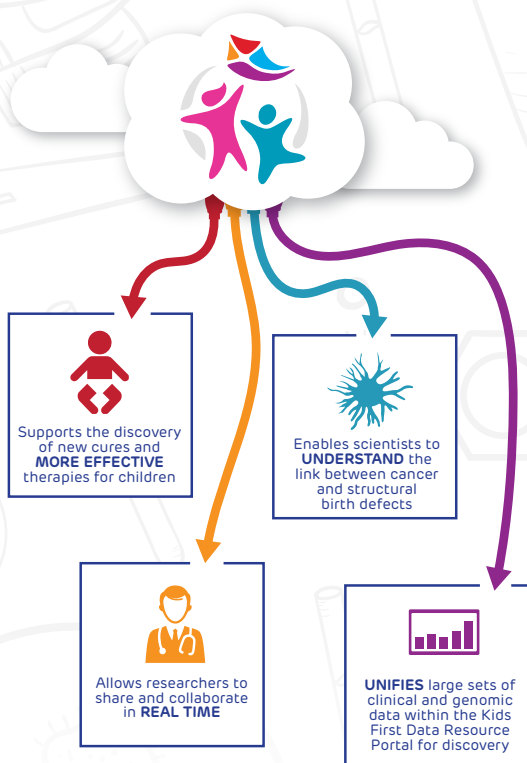 Supports the discovery
of new cures and
MORE EFFECTIVE
therapies for children
Enables scientists to
UNDERSTAND the
link between cancer
and structural
birth defects
Allows researchers to
share and collaborate
in REAL TIME
UNIFIES large sets of
clinical and genomic
data within the Kids
First Data Resource
Portal for discovery